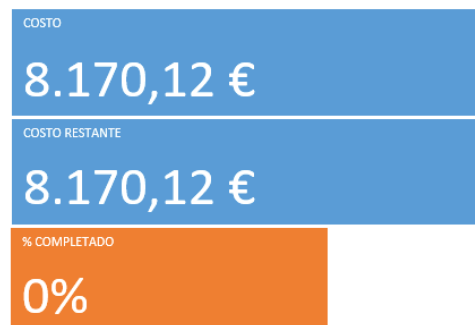 COSTO
8.170,12 €
COSTO RESTANTE
8.170,12 €
% COMPLETADO
0%